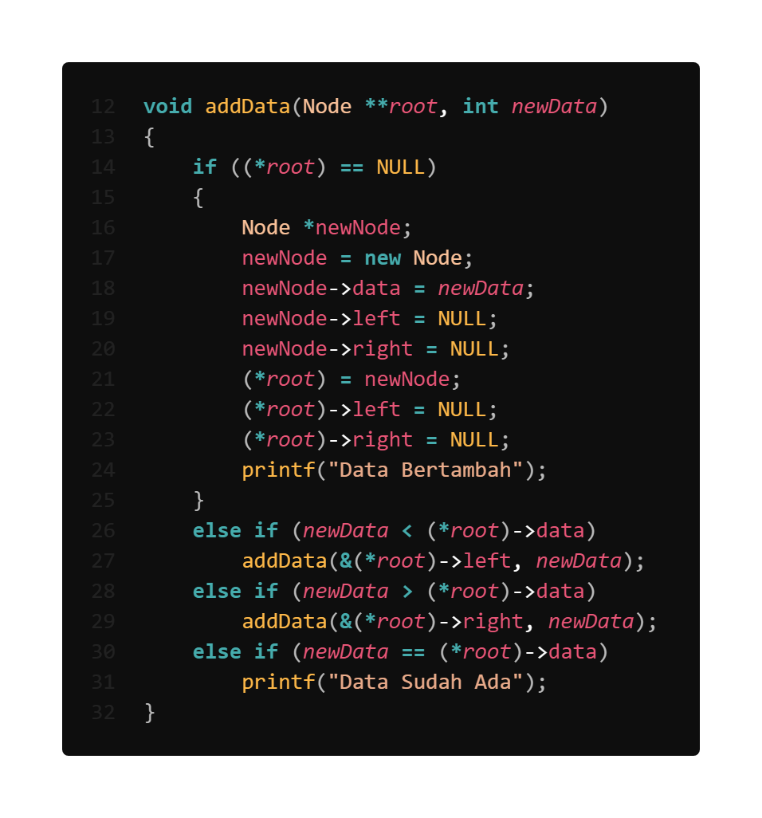 12 void addData(Node **root, int newData)
13 {
14     if ((*root) == NULL)
15     {
16         Node *newNode;
17         newNode = new Node;
18         newNode->data = newData;
19         newNode->left = NULL;
20         newNode->right = NULL;
21         (*root) = newNode;
22         (*root)->left = NULL;
23         (*root)->right = NULL;
24         printf("Data Bertambah");
25     }
26     else if (newData < (*root)->data)
27         addData(&(*root)->left, newData);
28     else if (newData > (*root)->data)
29         addData(&(*root)->right, newData);
30     else if (newData == (*root)->data)
31         printf("Data Sudah Ada");
32 }